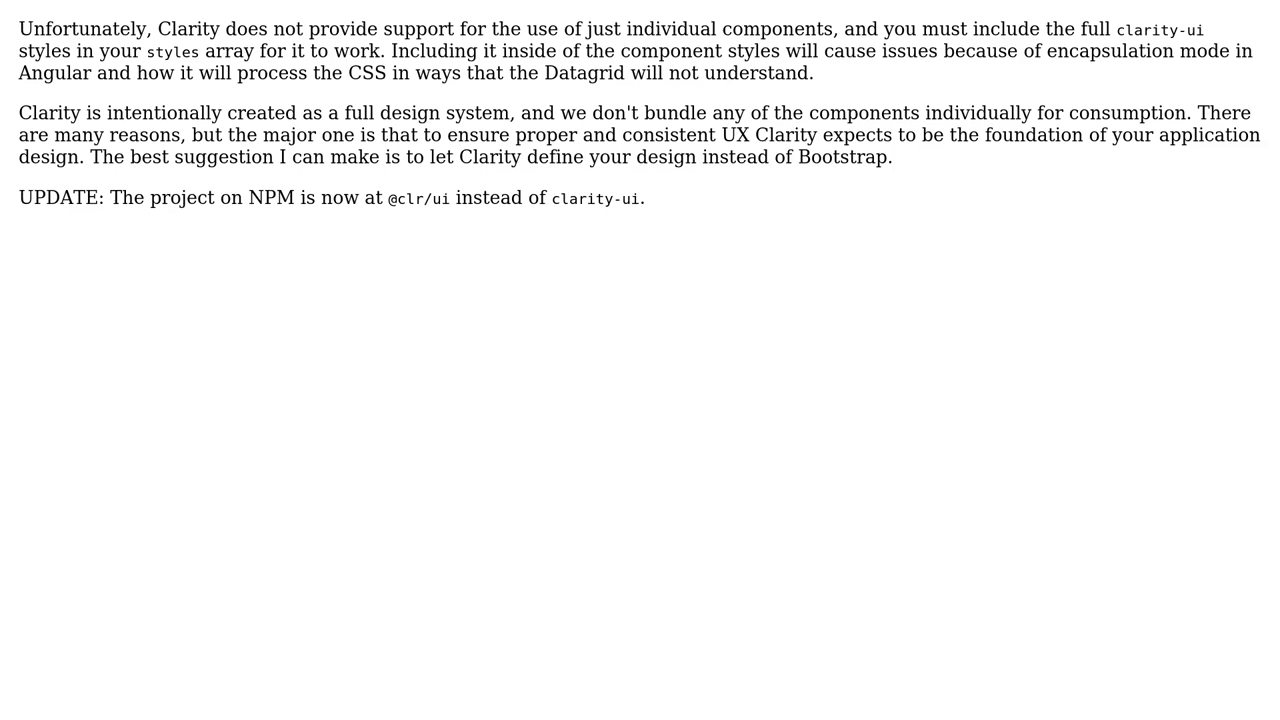 Unfortunately, Clarity does not provide support for the use of just individual components, and you must include the full clarity-ui
styles in your styles array for it to work. Including it inside of the component styles will cause issues because of encapsulation mode in
Angular and how it will process the CSS in ways that the Datagrid will not understand.
Clarity is intentionally created as a full design system, and we don't bundle any of the components individually for consumption. There
are many reasons, but the major one is that to ensure proper and consistent UX Clarity expects to be the foundation of your application
design. The best suggestion I can make is to let Clarity define your design instead of Bootstrap.
UPDATE: The project on NPM is now at @clr/ui instead of clarity-ui.